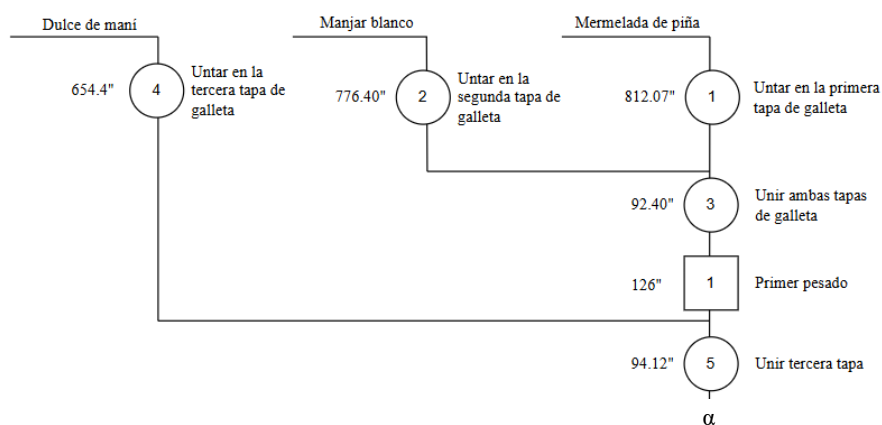 Dulce de maní
Manjar blanco
Mermelada de piña
654.4"
4
Untar en la
tercera tapa de
galleta
776.40"
2
Untar en la
segunda tapa de
galleta
812.07"
1
Untar en la primera
tapa de galleta
92.40"
3
Unir ambas tapas
de galleta
126"
1
Primer pesado
94.12"
5
Unir tercera tapa
α